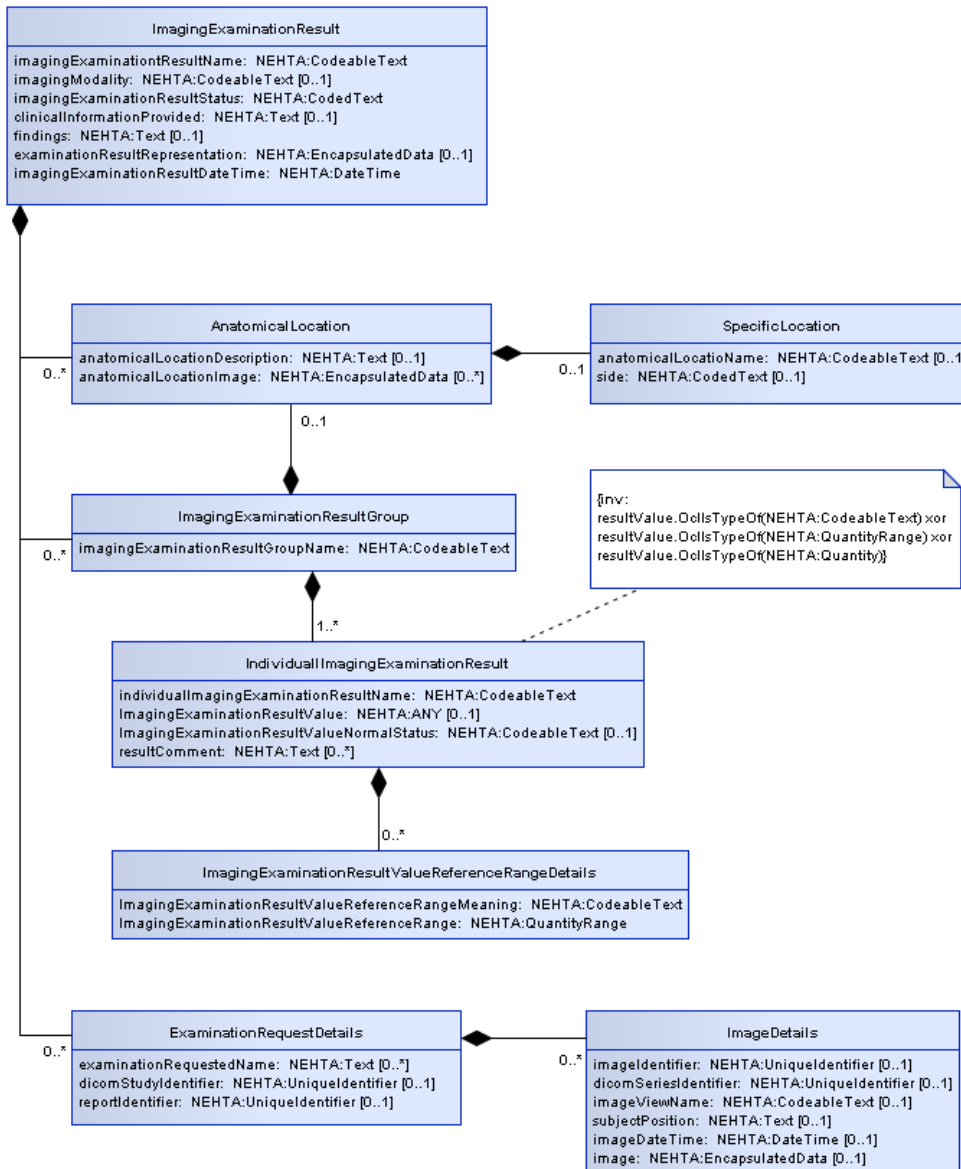 ImagingExaminationResult
imagingExaminationtResultName: NEHTA:CodeableText
imagingModality: NEHTA:CodeableText [0..1]
imagingExaminationResultStatus: NEHTA:CodedText
clinicalInformationProvided: NEHTA:Text [0..1]
findings: NEHTA:Text [0..1]
examinationResultRepresentation: NEHTA:EncapsulatedData [0..1]
imagingExaminationResultDateTime: NEHTA:DateTime
AnatomicalLocation
anatomicalLocationDescription: NEHTA:Text [0..1]
anatomicalLocationImage: NEHTA:EncapsulatedData [0..*]
0..*
SpecificLocation
anatomicalLocatioName: NEHTA:CodeableText [0..1
side: NEHTA:CodedText [0..1]
0..1
0..1
ImagingExaminationResultGroup
imagingExaminationResultGroupName: NEHTA:CodeableText
0..*
{inv:
resultValue.OclIsTypeOf(NEHTA:CodeableText) xor
resultValue.OclIsTypeOf(NEHTA:QuantityRange) xor
resultValue.OclIsTypeOf(NEHTA:Quantity)}
1..*
IndividualIImagingExaminationResult
individualImagingExaminationResultName: NEHTA:CodeableText
ImagingExaminationResultValue: NEHTA:ANY [0..1]
ImagingExaminationResultValueNormalStatus: NEHTA:CodeableText [0..1]
resultComment: NEHTA:Text [0..*]
0..*
ImagingExaminationResultValueReferenceRangeDetails
ImagingExaminationResultValueReferenceRangeMeaning: NEHTA:CodeableText
ImagingExaminationResultValueReferenceRange: NEHTA:QuantityRange
ExaminationRequestDetails
examinationRequestedName: NEHTA:Text [0..*]
dicomStudyIdentifier: NEHTA:UniqueIdentifier [0..1]
reportIdentifier: NEHTA:UniqueIdentifier [0..1]
0..*
ImageDetails
imageIdentifier: NEHTA:UniqueIdentifier [0..1]
dicomSeriesIdentifier: NEHTA:UniqueIdentifier [0..1]
imageViewName: NEHTA:CodeableText [0..1]
subjectPosition: NEHTA:Text [0..1]
imageDateTime: NEHTA:DateTime [0..1]
image: NEHTA:EncapsulatedData [0..1]
0..*